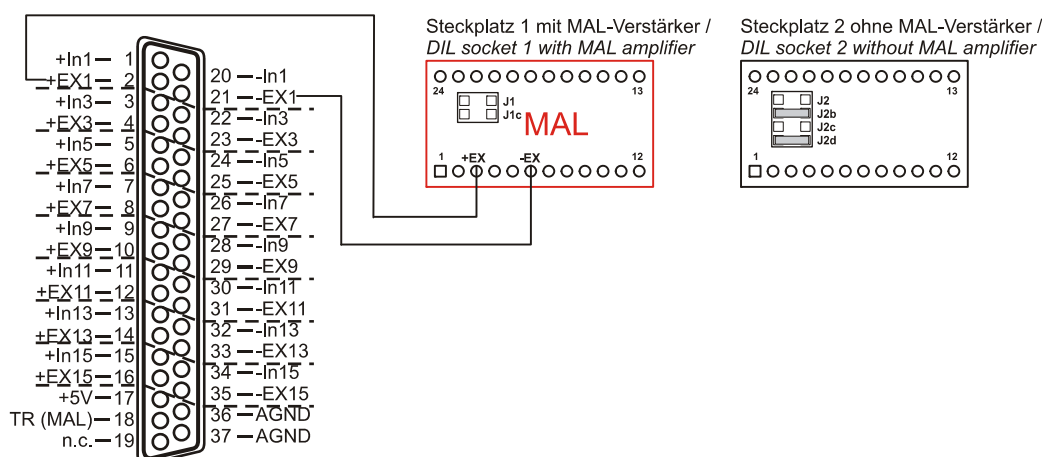 +In1 1
+EX1 2
+In3 3
+EX3 4
+In5 5
+EX5 6
+In7 7
+EX7 8
+In9 9
+EX9 10
+In11 11
+EX11 12
+In13 13
+EX13 14
+In15 15
+EX15 16
+5V 17
TR (MAL) 18
n.c. 19
20 -In1
21 -EX1
22 -In3
23 -EX3
24 -In5
25 -EX5
26 -In7
27 -EX7
28 -In9
29 -EX9
30 -In11
31 -EX11
32 -In13
33 -EX13
34 -In15
35 -EX15
36 AGND
37 AGND
Steckplatz 1 mit MAL-Verstärker /
DIL socket 1 with MAL amplifier
24 13
J1
J1c
MAL
1 +EX -EX 12
Steckplatz 2 ohne MAL-Verstärker /
DIL socket 2 without MAL amplifier
24 13
J2
J2b
J2c
J2d
1 12